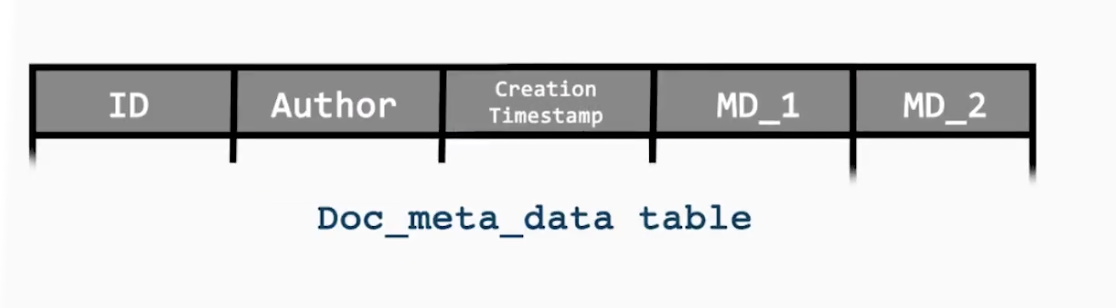 ID
Author
Creation
Timestamp
MD_1
MD_2
Doc_meta_data table